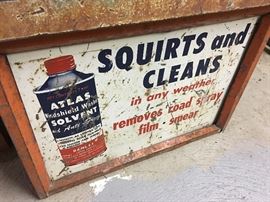 SQUIRTS and
CLEANS
in any weather
removes road spray
film smear
ATLAS
Windshield Washer
SOLVENT